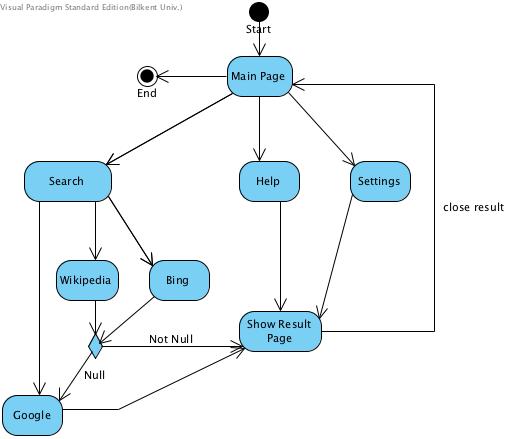 Visual Paradigm Standard Edition(Bilkent Univ.)
Start
Main Page
End
Search
Help
Settings
close result
Wikipedia
Bing
Show Result
Page
Not Null
Null
Google